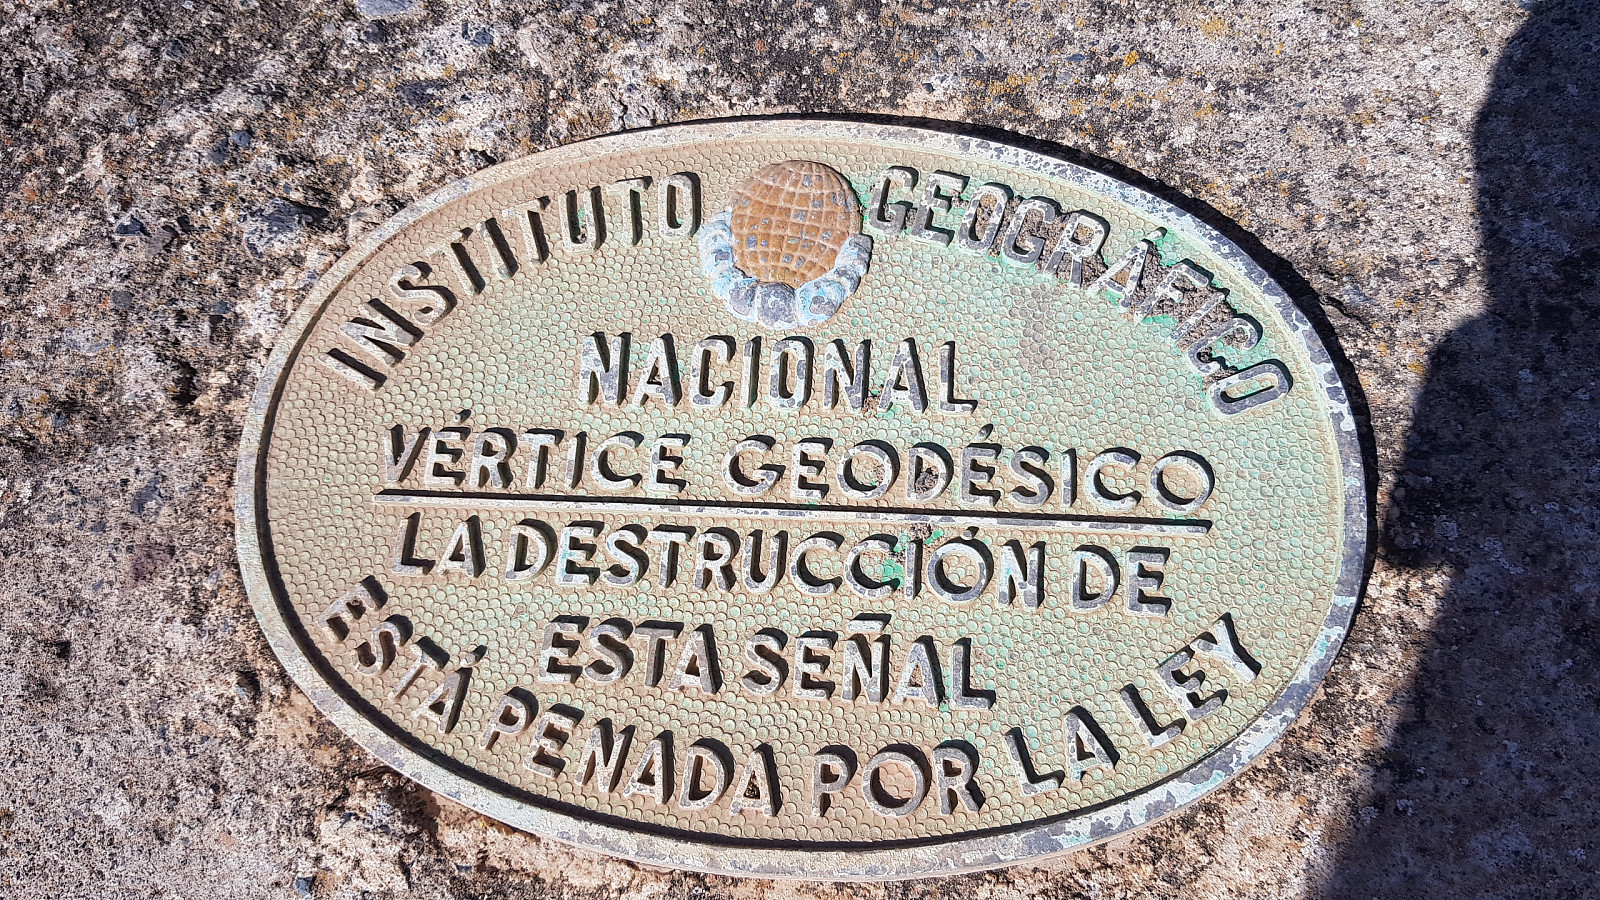 INSTITUTO GEOGRÁFICO
NACIONAL
VÉRTICE GEODÉSICO
LA DESTRUCCIÓN DE
ESTA SEÑAL
ESTÁ PENADA POR LA LEY